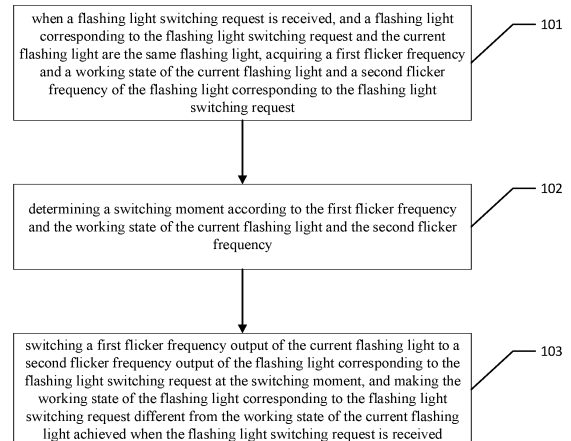 when a flashing light switching request is received, and a flashing light
corresponding to the flashing light switching request and the current
flashing light are the same flashing light, acquiring a first flicker frequency
and a working state of the current flashing light and a second flicker
frequency of the flashing light corresponding to the flashing light
switching request
101
determining a switching moment according to the first flicker frequency
and the working state of the current flashing light and the second flicker
frequency
102
switching a first flicker frequency output of the current flashing light to a
second flicker frequency output of the flashing light corresponding to the
flashing light switching request at the switching moment, and making the
working state of the flashing light corresponding to the flashing light
switching request different from the working state of the current flashing
light achieved when the flashing light switching request is received
103